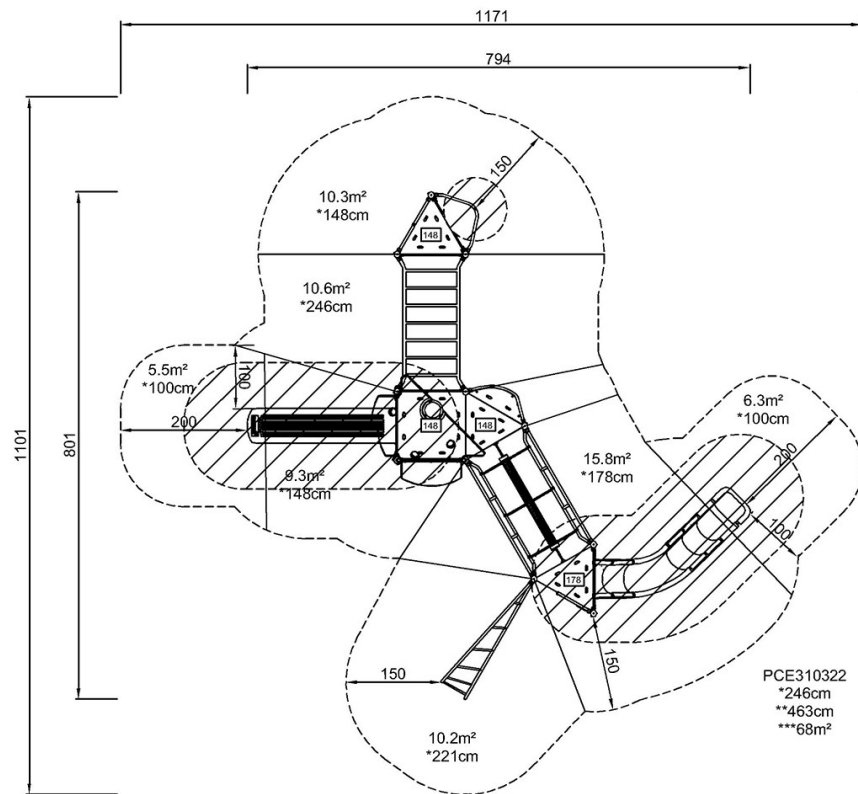 1171
794
150
10.3m²
*148cm
148
10.6m²
*246cm
5.5m²
*100cm
100
6.3m²
*100cm
200
148
148
200
1101
801
15.8m²
*178cm
9.3m²
*148cm
100
178
150
150
PCE310322
*246cm
**463cm
***68m²
10.2m²
*221cm